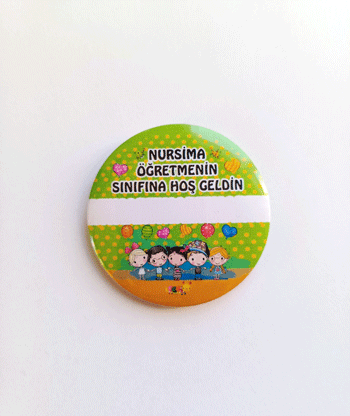 NURSİMA
ÖĞRETMENİN
SINIFINA HOŞ GELDİN